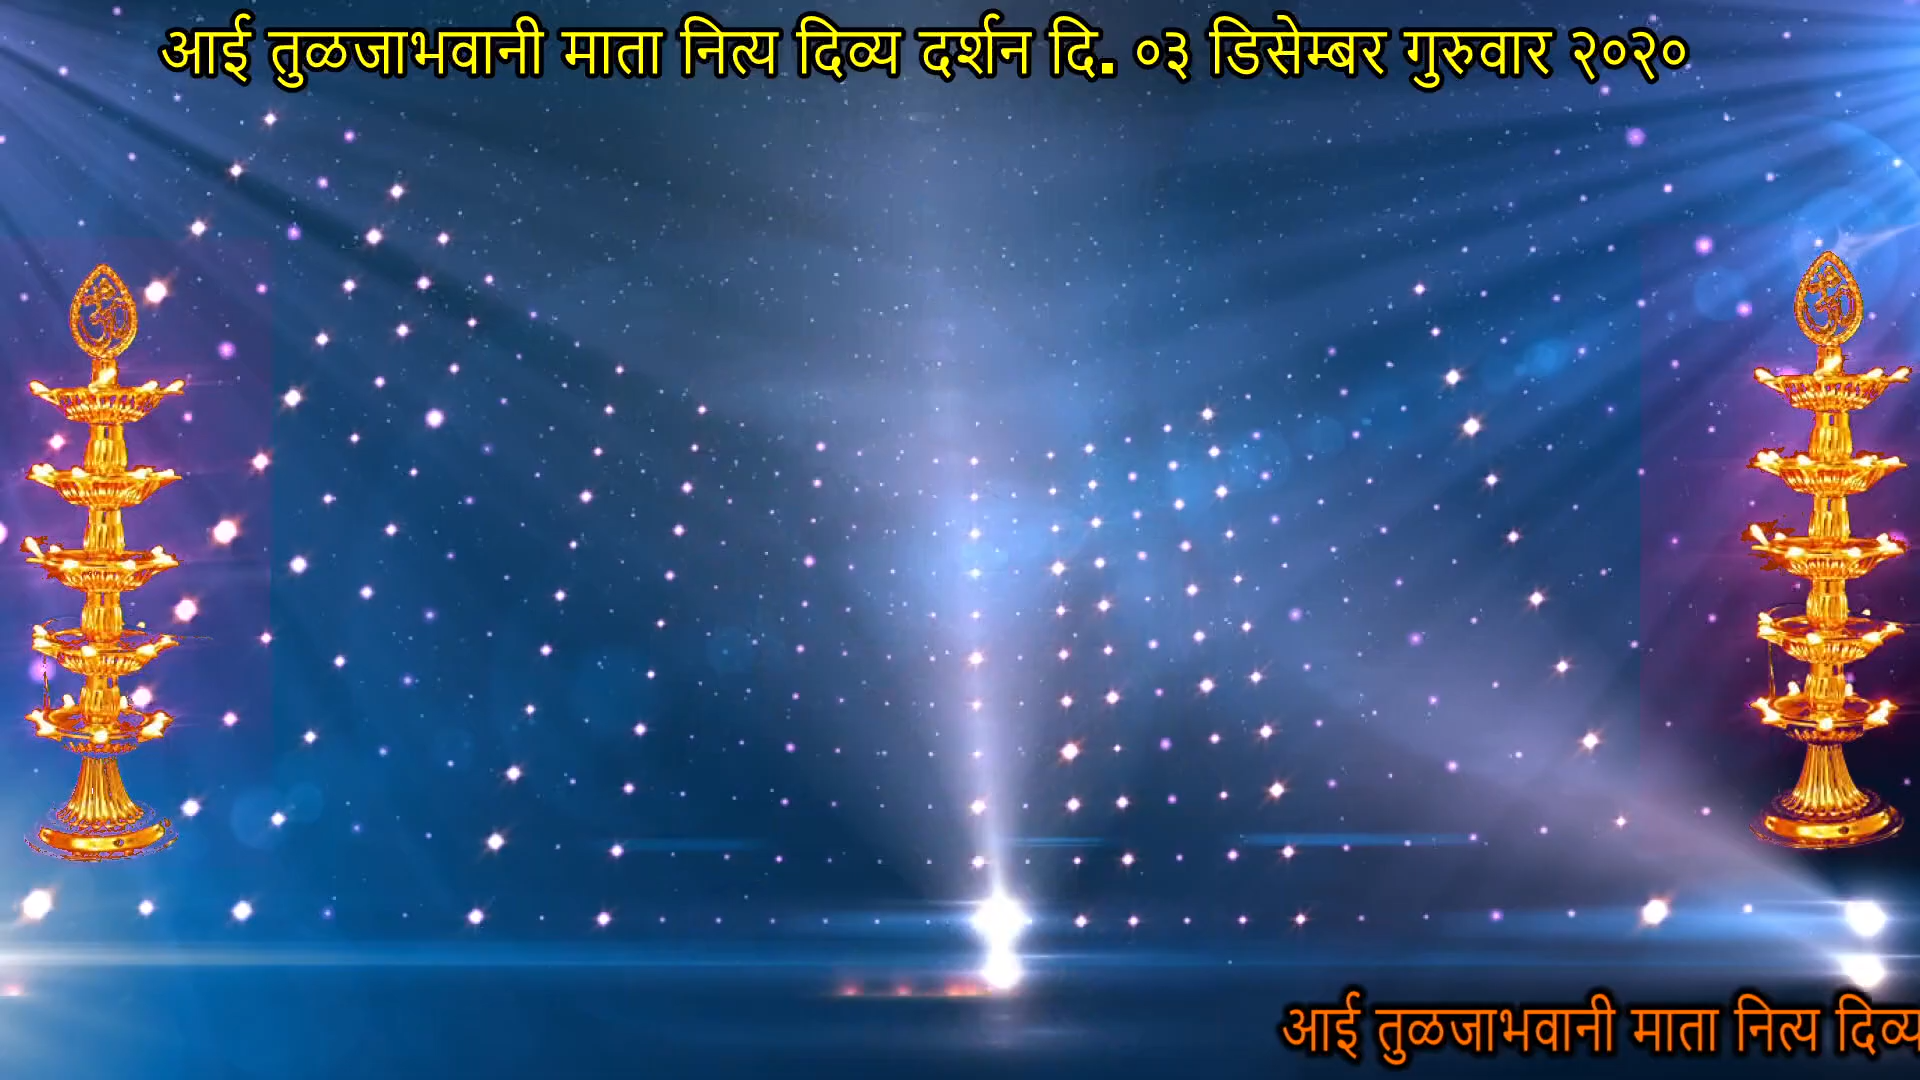 आई तुळजाभवानी माता नित्य दिव्य दर्शन दि. ०३ डिसेम्बर गुरुवार २०२०
आई तुळजाभवानी माता नित्य दिव्य